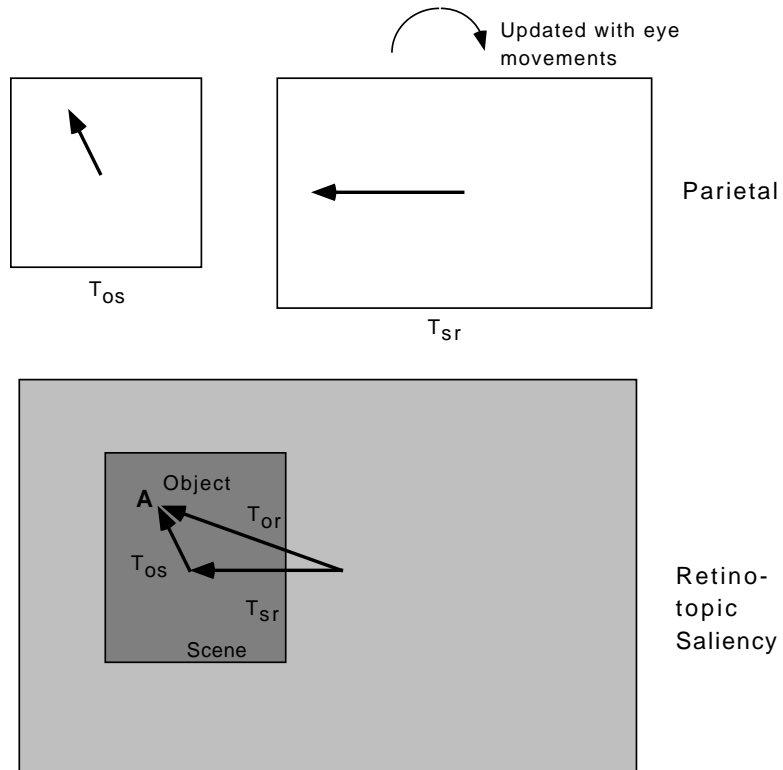 Updated with eye
movements
Parietal
Tos
Tsr
Object
A
Tor
Tos
Tsr
Scene
Retino-
topic
Saliency